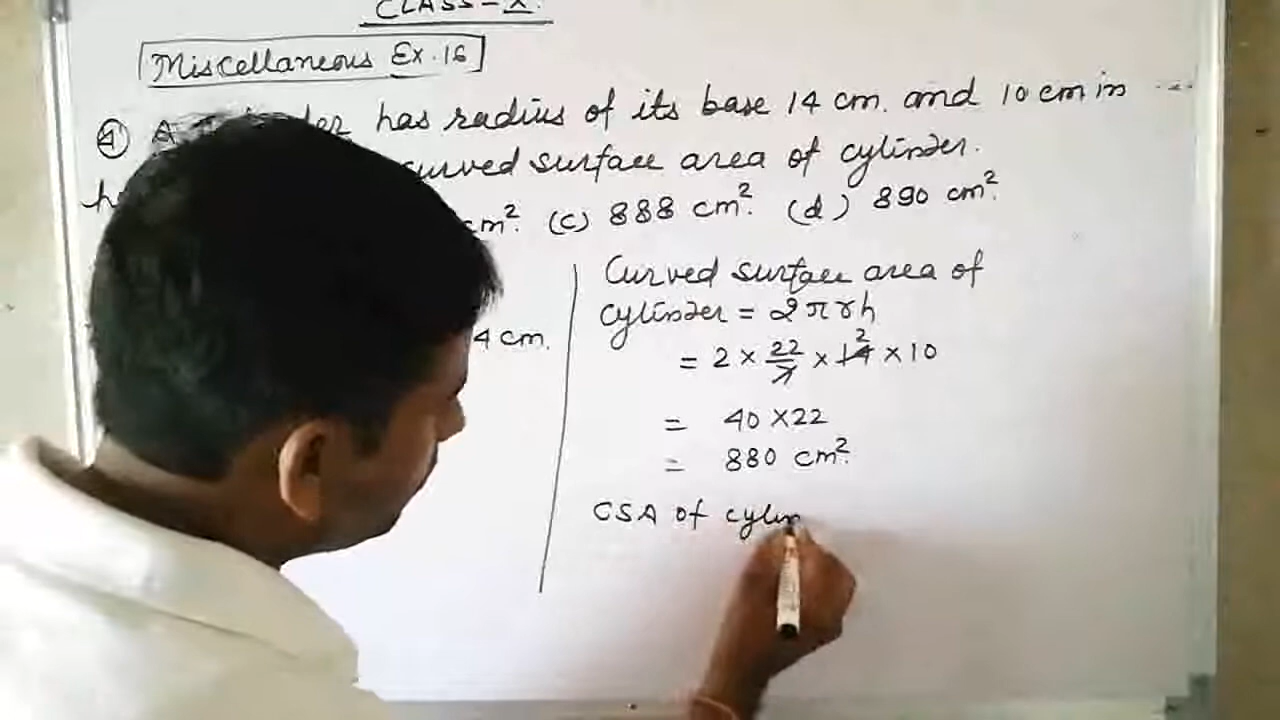 CLASS-X
Miscellaneous Ex.16
has radius of its base 14 cm. and 10 cm in
curved surface area of cylinder.
cm². (c) 888 cm². (d) 890 cm².
4 cm.
Curved surface area of
cylinder = 2πrh
= 2 × 22/7 × 14 2 × 10
= 40 × 22
= 880 cm².
CSA of cylin